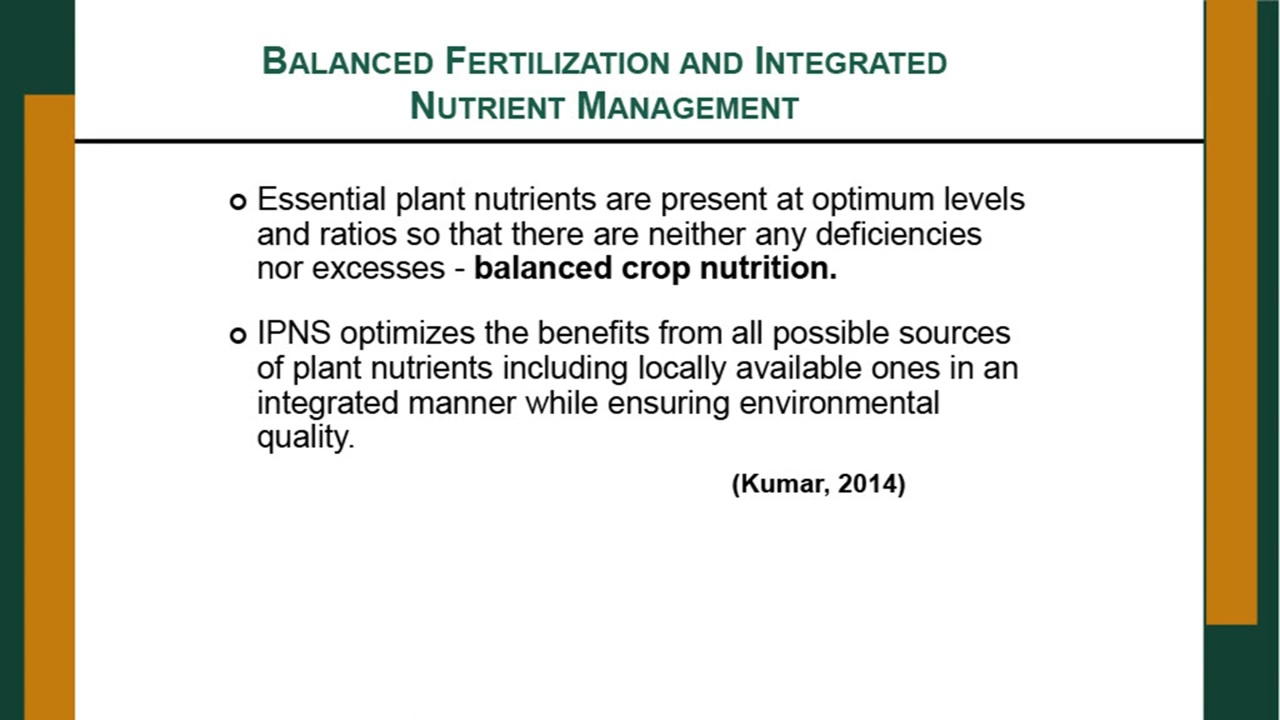 BALANCED FERTILIZATION AND INTEGRATED
NUTRIENT MANAGEMENT
Essential plant nutrients are present at optimum levels
and ratios so that there are neither any deficiencies
nor excesses - balanced crop nutrition.
IPNS optimizes the benefits from all possible sources
of plant nutrients including locally available ones in an
integrated manner while ensuring environmental
quality.
(Kumar, 2014)